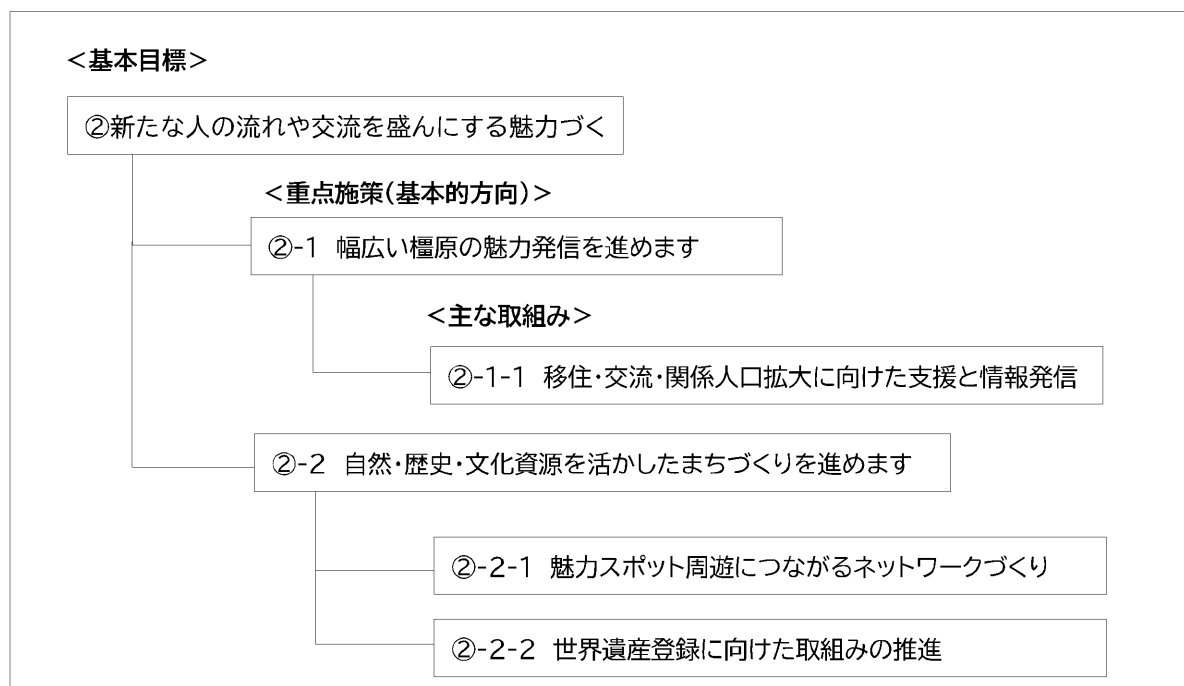 ＜基本目標＞
②新たな人の流れや交流を盛んにする魅力づく
＜重点施策(基本的方向)＞
②-1 幅広い橿原の魅力発信を進めます
＜主な取組み＞
②-1-1 移住・交流・関係人口拡大に向けた支援と情報発信
②-2 自然・歴史・文化資源を活かしたまちづくりを進めます
②-2-1 魅力スポット周遊につながるネットワークづくり
②-2-2 世界遺産登録に向けた取組みの推進